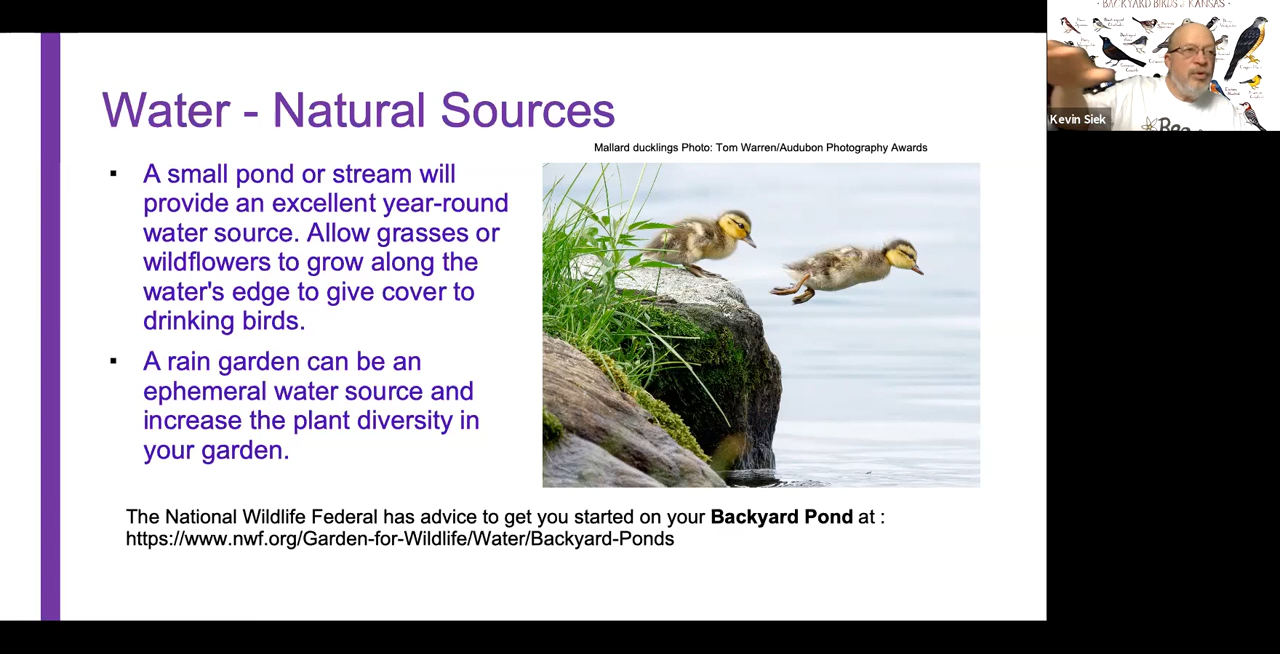 Water - Natural Sources
Mallard ducklings Photo: Tom Warren/Audubon Photography Awards
▪ A small pond or stream will
provide an excellent year-round
water source. Allow grasses or
wildflowers to grow along the
water's edge to give cover to
drinking birds.
▪ A rain garden can be an
ephemeral water source and
increase the plant diversity in
your garden.
The National Wildlife Federal has advice to get you started on your Backyard Pond at :
https://www.nwf.org/Garden-for-Wildlife/Water/Backyard-Ponds
· BACKYARD BIRDS of KANSAS ·
Kevin Siek